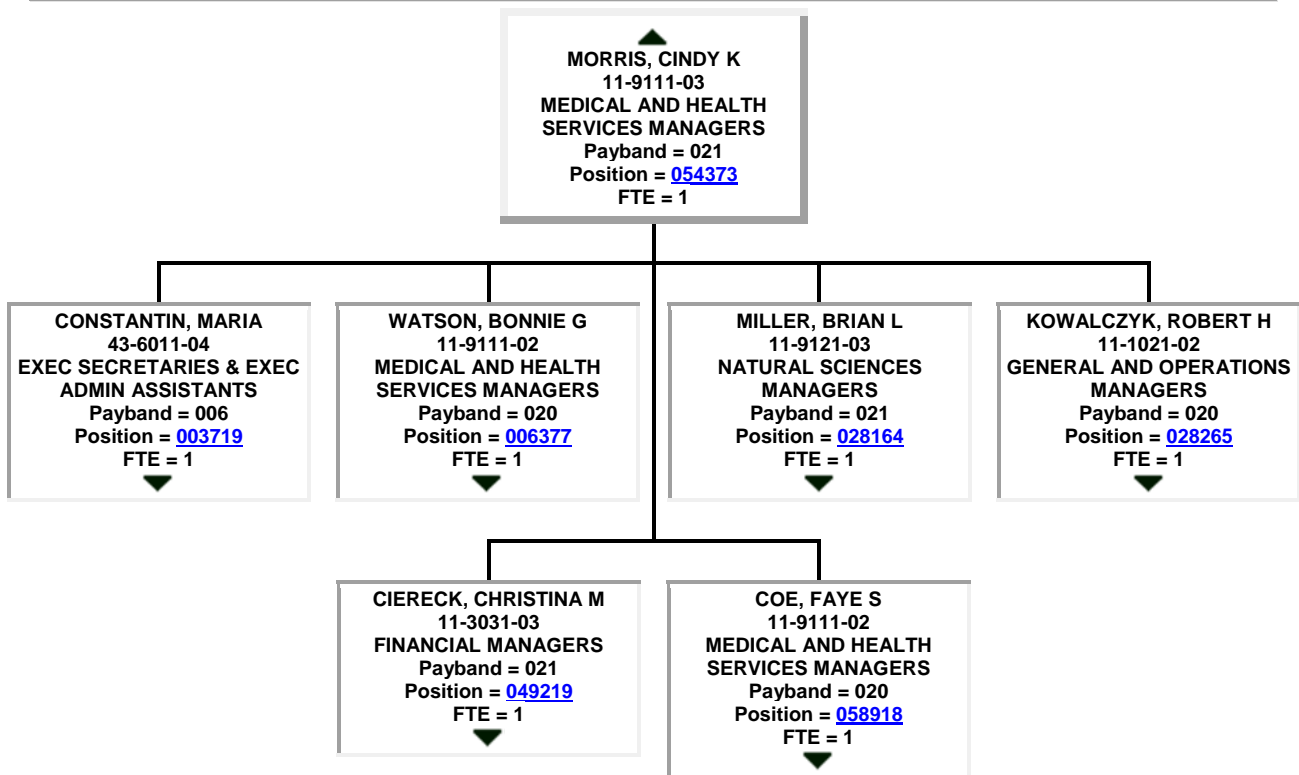 MORRIS, CINDY K
11-9111-03
MEDICAL AND HEALTH
SERVICES MANAGERS
Payband = 021
Position = 054373
FTE = 1
CONSTANTIN, MARIA
43-6011-04
EXEC SECRETARIES & EXEC
ADMIN ASSISTANTS
Payband = 006
Position = 003719
FTE = 1
WATSON, BONNIE G
11-9111-02
MEDICAL AND HEALTH
SERVICES MANAGERS
Payband = 020
Position = 006377
FTE = 1
MILLER, BRIAN L
11-9121-03
NATURAL SCIENCES
MANAGERS
Payband = 021
Position = 028164
FTE = 1
KOWALCZYK, ROBERT H
11-1021-02
GENERAL AND OPERATIONS
MANAGERS
Payband = 020
Position = 028265
FTE = 1
CIERECK, CHRISTINA M
11-3031-03
FINANCIAL MANAGERS
Payband = 021
Position = 049219
FTE = 1
COE, FAYE S
11-9111-02
MEDICAL AND HEALTH
SERVICES MANAGERS
Payband = 020
Position = 058918
FTE = 1